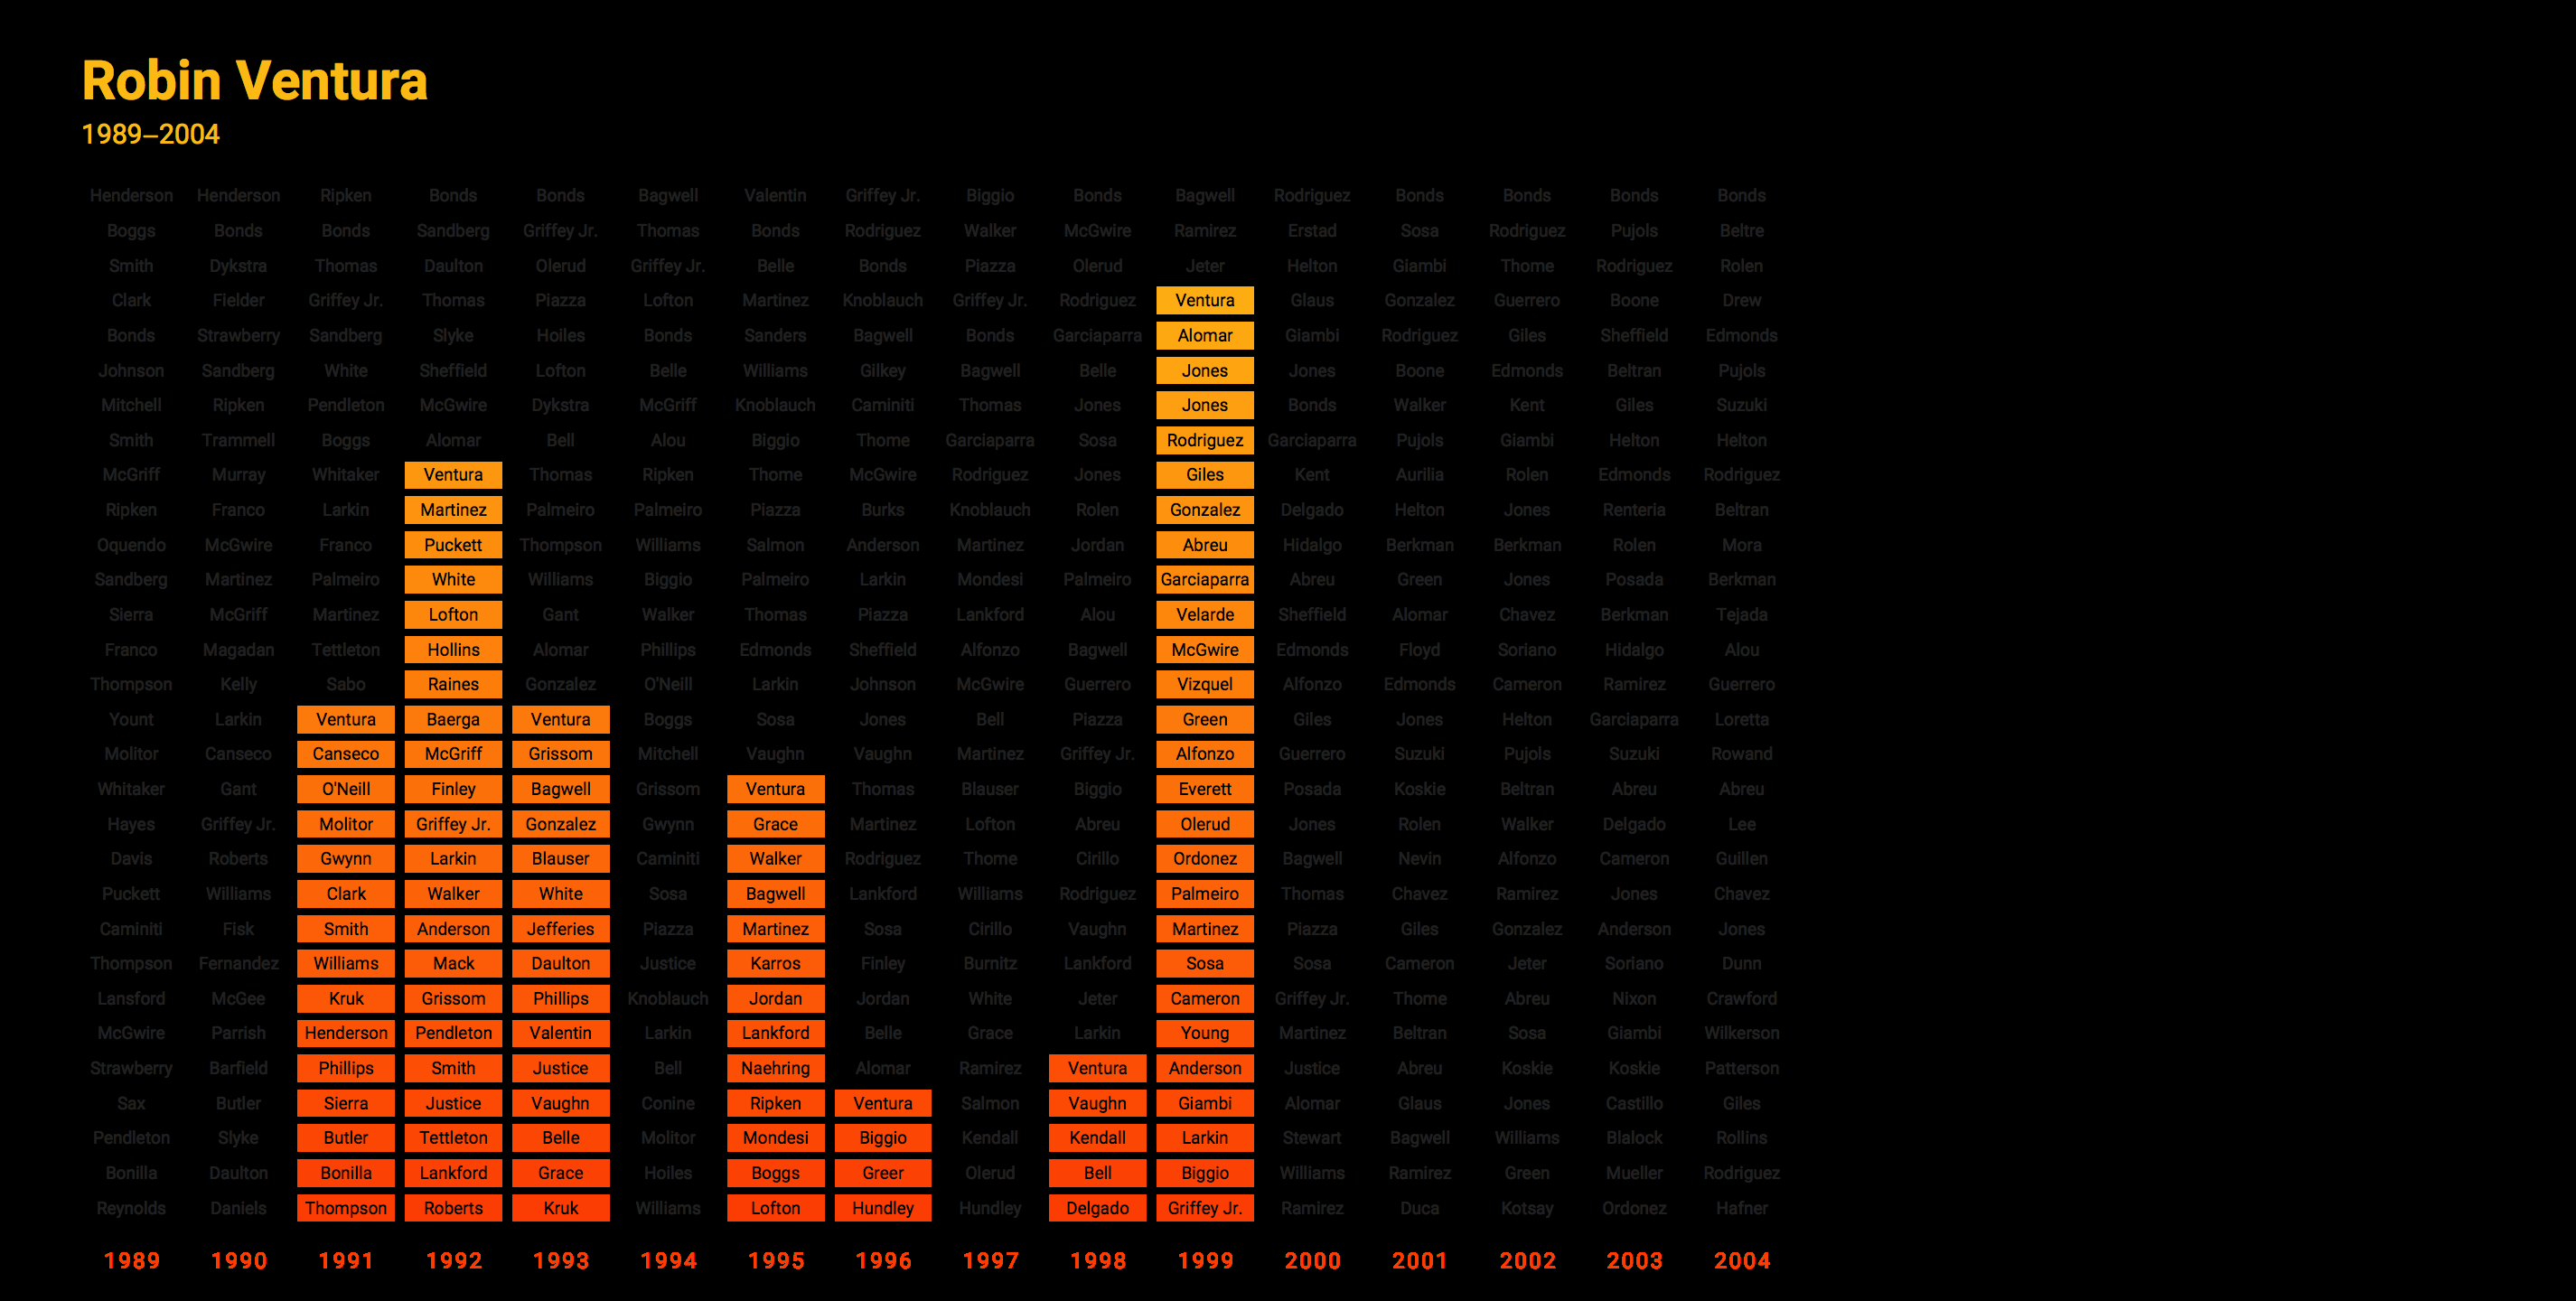 Robin Ventura
1989–2004
Henderson Henderson Ripken Bonds Bonds Bagwell Valentin Griffey Jr. Biggio Bonds Bagwell Rodriguez Bonds Bonds Bonds Bonds
Boggs Bonds Bonds Sandberg Griffey Jr. Thomas Bonds Rodriguez Walker McGwire Ramirez Erstad Sosa Rodriguez Pujols Beltre
Smith Dykstra Thomas Daulton Olerud Griffey Jr. Belle Bonds Piazza Olerud Jeter Helton Giambi Thome Rodriguez Rolen
Clark Fielder Griffey Jr. Thomas Piazza Lofton Martinez Knoblauch Griffey Jr. Rodriguez Ventura Glaus Gonzalez Guerrero Boone Drew
Bonds Strawberry Sandberg Slyke Hoiles Bonds Sanders Bagwell Bonds Garciaparra Alomar Giambi Rodriguez Giles Sheffield Edmonds
Johnson Sandberg White Sheffield Lofton Belle Williams Gilkey Bagwell Belle Jones Jones Boone Edmonds Beltran Pujols
Mitchell Ripken Pendleton McGwire Dykstra McGriff Knoblauch Caminiti Thomas Jones Jones Bonds Walker Kent Giles Suzuki
Smith Trammell Boggs Alomar Bell Alou Biggio Thome Garciaparra Sosa Rodriguez Garciaparra Pujols Giambi Helton Helton
McGriff Murray Whitaker Ventura Thomas Ripken Thome McGwire Rodriguez Jones Giles Kent Aurilia Rolen Edmonds Rodriguez
Ripken Franco Larkin Martinez Palmeiro Palmeiro Piazza Burks Knoblauch Rolen Gonzalez Delgado Helton Jones Renteria Beltran
Oquendo McGwire Franco Puckett Thompson Williams Salmon Anderson Martinez Jordan Abreu Hidalgo Berkman Berkman Rolen Mora
Sandberg Martinez Palmeiro White Williams Biggio Palmeiro Larkin Mondesi Palmeiro Garciaparra Abreu Green Jones Posada Berkman
Sierra McGriff Martinez Lofton Gant Walker Thomas Piazza Lankford Alou Velarde Sheffield Alomar Chavez Berkman Tejada
Franco Magadan Tettleton Hollins Alomar Phillips Edmonds Sheffield Alfonzo Bagwell McGwire Edmonds Floyd Soriano Hidalgo Alou
Thompson Kelly Sabo Raines Gonzalez O'Neill Larkin Johnson McGwire Guerrero Vizquel Alfonzo Edmonds Cameron Ramirez Guerrero
Yount Larkin Ventura Baerga Ventura Boggs Sosa Jones Bell Piazza Green Giles Jones Helton Garciaparra Loretta
Molitor Canseco Canseco McGriff Grissom Mitchell Vaughn Vaughn Martinez Griffey Jr. Alfonzo Guerrero Suzuki Pujols Suzuki Rowand
Whitaker Gant O'Neill Finley Bagwell Grissom Ventura Thomas Blauser Biggio Everett Posada Koskie Beltran Abreu Abreu
Hayes Griffey Jr. Molitor Griffey Jr. Gonzalez Gwynn Grace Martinez Lofton Abreu Olerud Jones Rolen Walker Delgado Lee
Davis Roberts Gwynn Larkin Blauser Caminiti Walker Rodriguez Thome Cirillo Ordonez Bagwell Nevin Alfonzo Cameron Guillen
Puckett Williams Clark Walker White Sosa Bagwell Lankford Williams Rodriguez Palmeiro Thomas Chavez Ramirez Jones Chavez
Caminiti Fisk Smith Anderson Jefferies Piazza Martinez Sosa Cirillo Vaughn Martinez Piazza Giles Gonzalez Anderson Jones
Thompson Fernandez Williams Mack Daulton Justice Karros Finley Burnitz Lankford Sosa Sosa Cameron Jeter Soriano Dunn
Lansford McGee Kruk Grissom Phillips Knoblauch Jordan Jordan White Jeter Cameron Griffey Jr. Thome Abreu Nixon Crawford
McGwire Parrish Henderson Pendleton Valentin Larkin Lankford Belle Grace Larkin Young Martinez Beltran Sosa Giambi Wilkerson
Strawberry Barfield Phillips Smith Justice Bell Naehring Alomar Ramirez Ventura Anderson Justice Abreu Koskie Koskie Patterson
Sax Butler Sierra Justice Vaughn Conine Ripken Ventura Salmon Vaughn Giambi Alomar Glaus Jones Castillo Giles
Pendleton Slyke Butler Tettleton Belle Molitor Mondesi Biggio Kendall Kendall Larkin Stewart Bagwell Williams Blalock Rollins
Bonilla Daulton Bonilla Lankford Grace Hoiles Boggs Greer Olerud Bell Biggio Williams Ramirez Green Mueller Rodriguez
Reynolds Daniels Thompson Roberts Kruk Williams Lofton Hundley Hundley Delgado Griffey Jr. Ramirez Duca Kotsay Ordonez Hafner
1989 1990 1991 1992 1993 1994 1995 1996 1997 1998 1999 2000 2001 2002 2003 2004